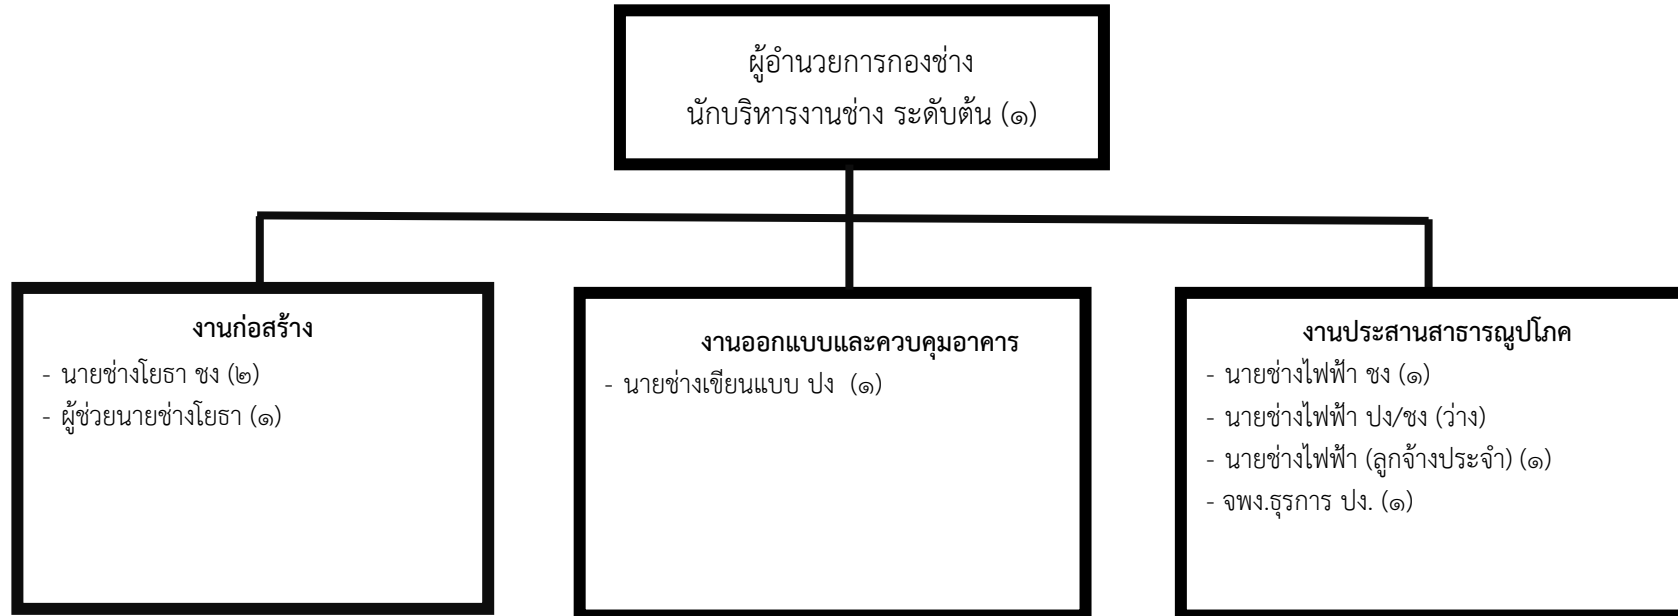 ผู้อำนวยการกองช่าง
นักบริหารงานช่าง ระดับต้น (๑)
งานก่อสร้าง
- นายช่างโยธา ชง (๒)
- ผู้ช่วยนายช่างโยธา (๑)
งานออกแบบและควบคุมอาคาร
- นายช่างเขียนแบบ ปง (๑)
งานประสานสาธารณูปโภค
- นายช่างไฟฟ้า ชง (๑)
- นายช่างไฟฟ้า ปง/ชง (ว่าง)
- นายช่างไฟฟ้า (ลูกจ้างประจำ) (๑)
- จพง.ธุรการ ปง. (๑)